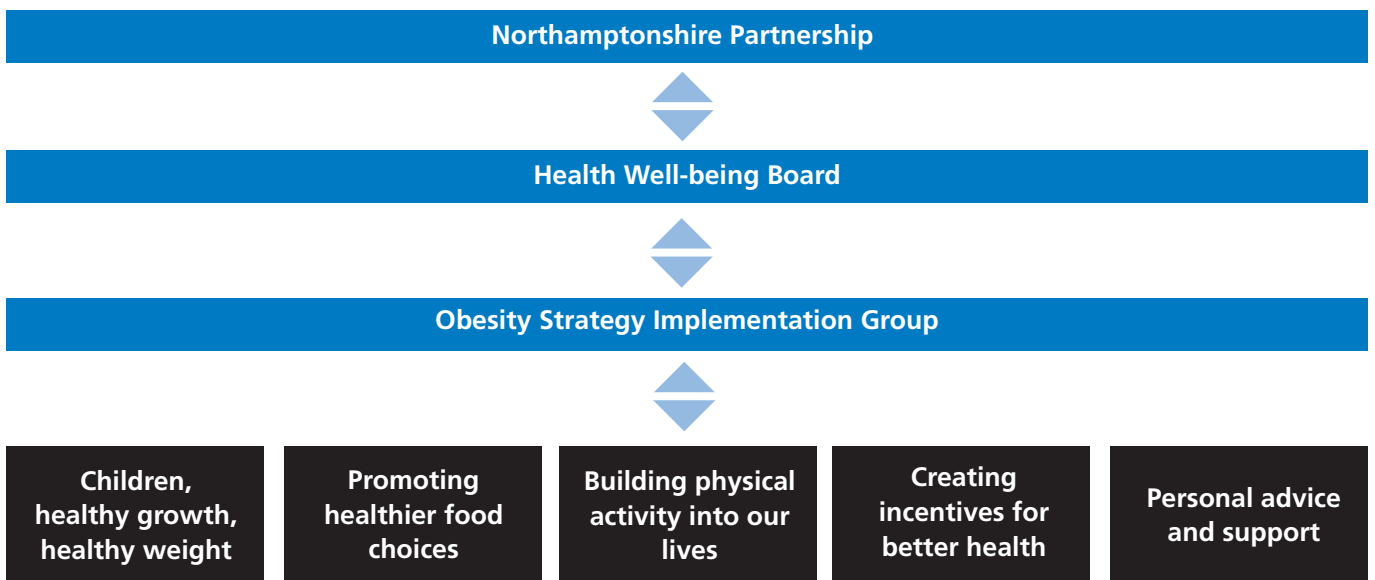 Northamptonshire Partnership
Health Well-being Board
Obesity Strategy Implementation Group
Children,
healthy growth,
healthy weight
Promoting
healthier food
choices
Building physical
activity into our
lives
Creating
incentives for
better health
Personal advice
and support